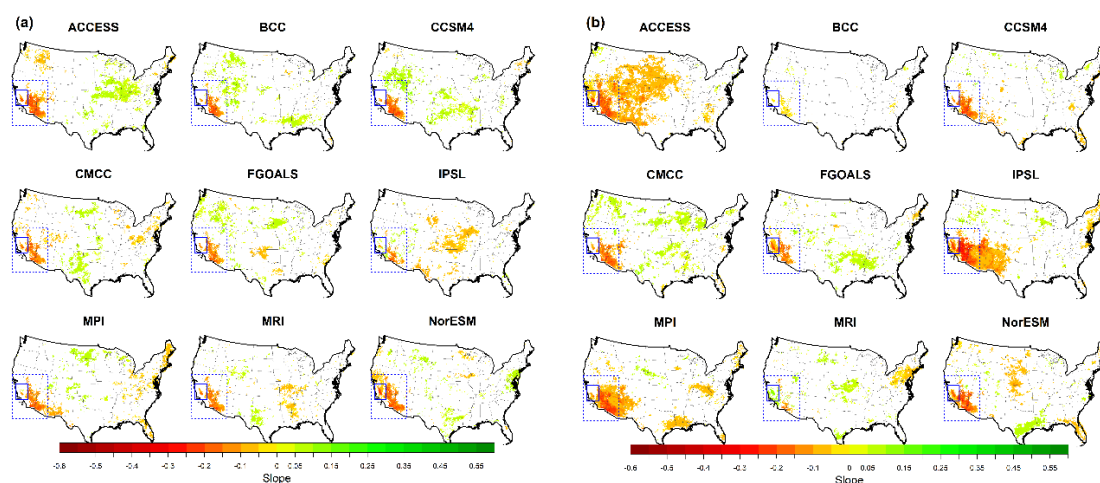 (a)
ACCESS BCC CCSM4
CMCC FGOALS IPSL
MPI MRI NorESM
-0.6 -0.5 -0.4 -0.3 -0.2 -0.1 0 0.05 0.15 0.25 0.35 0.45 0.55
Slope
(b)
ACCESS BCC CCSM4
CMCC FGOALS IPSL
MPI MRI NorESM
-0.6 -0.5 -0.4 -0.3 -0.2 -0.1 0 0.05 0.15 0.25 0.35 0.45 0.55
Slope